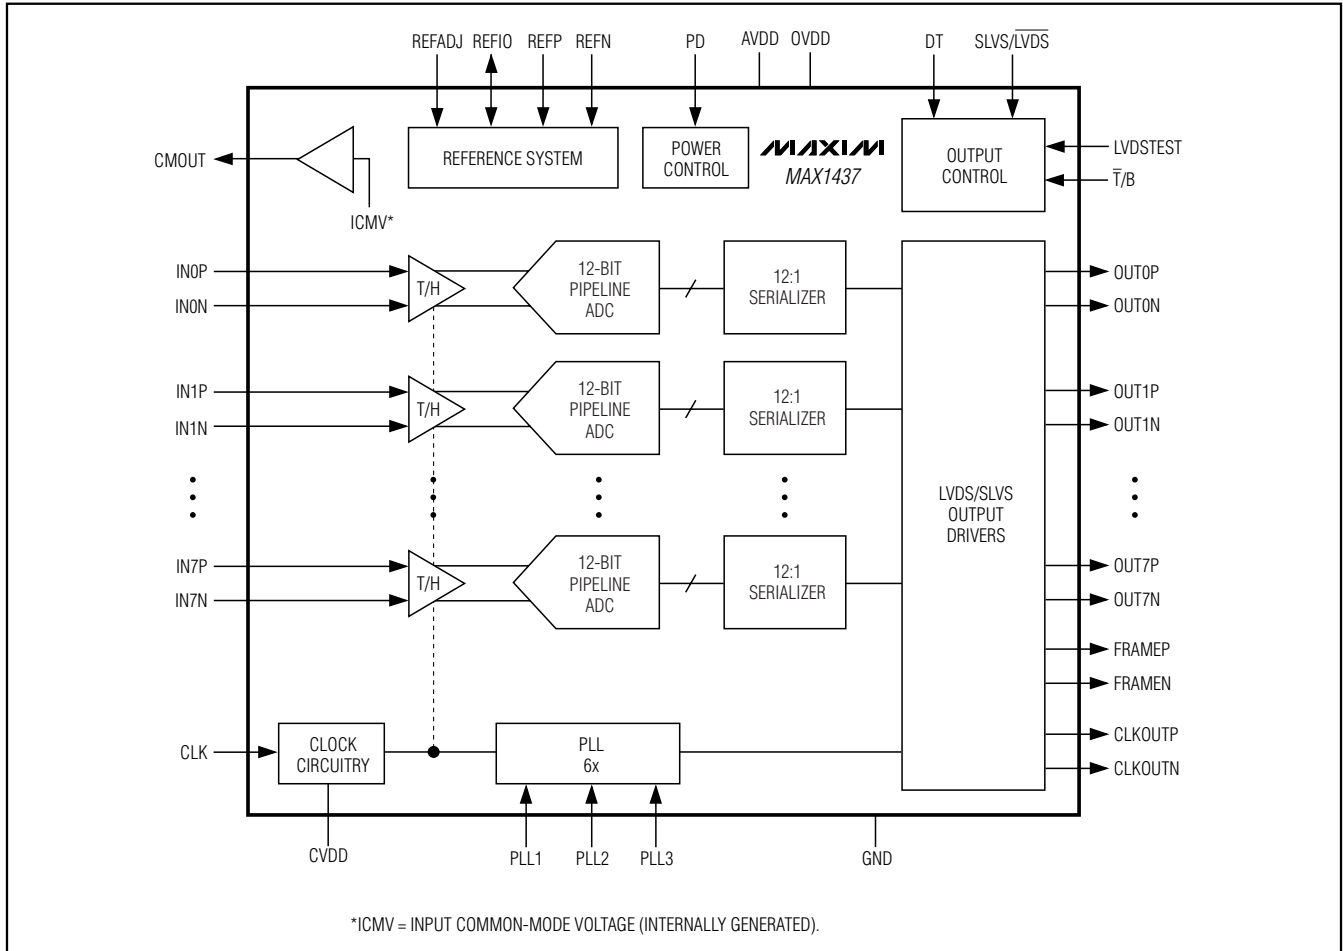 REFADJ REFIO REFP REFN PD AVDD OVDD DT SLVS/L̅V̅D̅S̅
CMOUT
ICMV*
REFERENCE SYSTEM
POWER
CONTROL
MAXIM
MAX1437
OUTPUT
CONTROL
LVDSTEST
T̅/B
IN0P
IN0N
T/H
12-BIT
PIPELINE
ADC
12:1
SERIALIZER
OUT0P
OUT0N
IN1P
IN1N
T/H
12-BIT
PIPELINE
ADC
12:1
SERIALIZER
OUT1P
OUT1N
LVDS/SLVS
OUTPUT
DRIVERS
IN7P
IN7N
T/H
12-BIT
PIPELINE
ADC
12:1
SERIALIZER
OUT7P
OUT7N
FRAMEP
FRAMEN
CLK
CLOCK
CIRCUITRY
PLL
6x
CLKOUTP
CLKOUTN
CVDD PLL1 PLL2 PLL3 GND
*ICMV = INPUT COMMON-MODE VOLTAGE (INTERNALLY GENERATED).